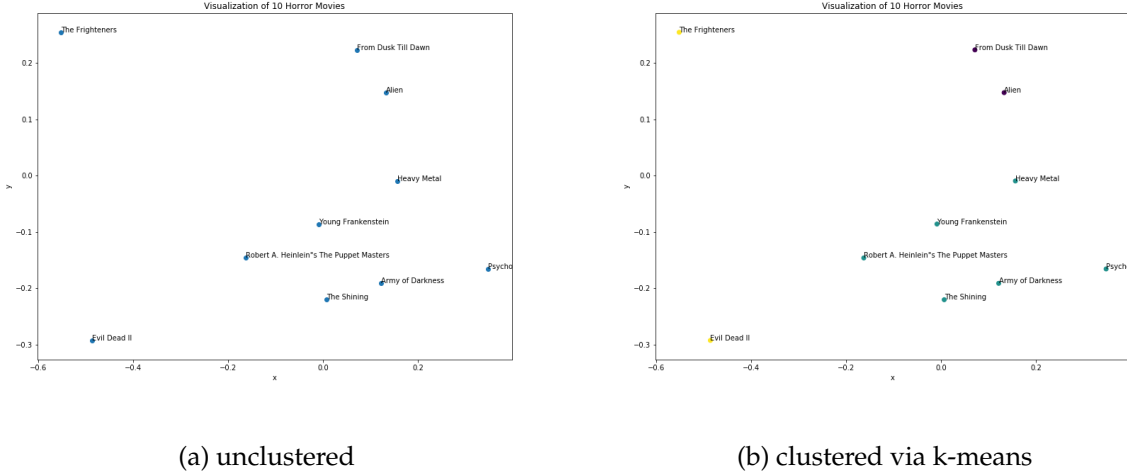 Visualization of 10 Horror Movies
The Frighteners
From Dusk Till Dawn
Alien
Heavy Metal
Young Frankenstein
Robert A. Heinlein"s The Puppet Masters
Psycho
Army of Darkness
The Shining
Evil Dead II
0.2
0.1
0.0
−0.1
−0.2
−0.3
y
−0.6
−0.4
−0.2
0.0
0.2
x
(a) unclustered
Visualization of 10 Horror Movies
The Frighteners
From Dusk Till Dawn
Alien
Heavy Metal
Young Frankenstein
Robert A. Heinlein"s The Puppet Masters
Psycho
Army of Darkness
The Shining
Evil Dead II
0.2
0.1
0.0
−0.1
−0.2
−0.3
y
−0.6
−0.4
−0.2
0.0
0.2
x
(b) clustered via k-means